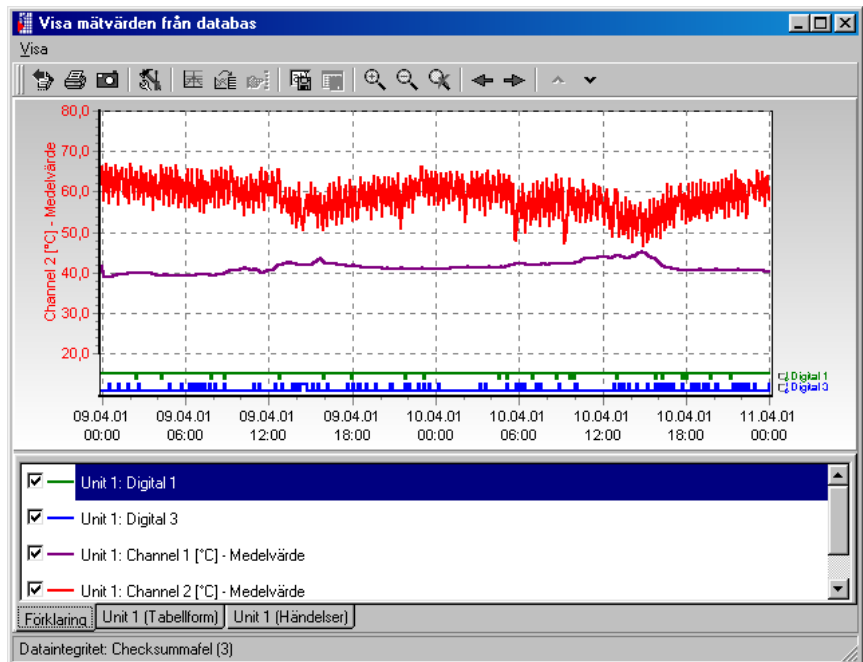 Visa mätvärden från databas
Visa
80,0
70,0
60,0
50,0
40,0
30,0
20,0
Channel 2 [°C] - Medelvärde
Digital 1
Digital 3
09.04.01 09.04.01 09.04.01 09.04.01 10.04.01 10.04.01 10.04.01 10.04.01 11.04.01
00:00 06:00 12:00 18:00 00:00 06:00 12:00 18:00 00:00
Unit 1: Digital 1
Unit 1: Digital 3
Unit 1: Channel 1 [°C] - Medelvärde
Unit 1: Channel 2 [°C] - Medelvärde
Förklaring Unit 1 (Tabellform) Unit 1 (Händelser)
Dataintegritet: Checksummafel (3)